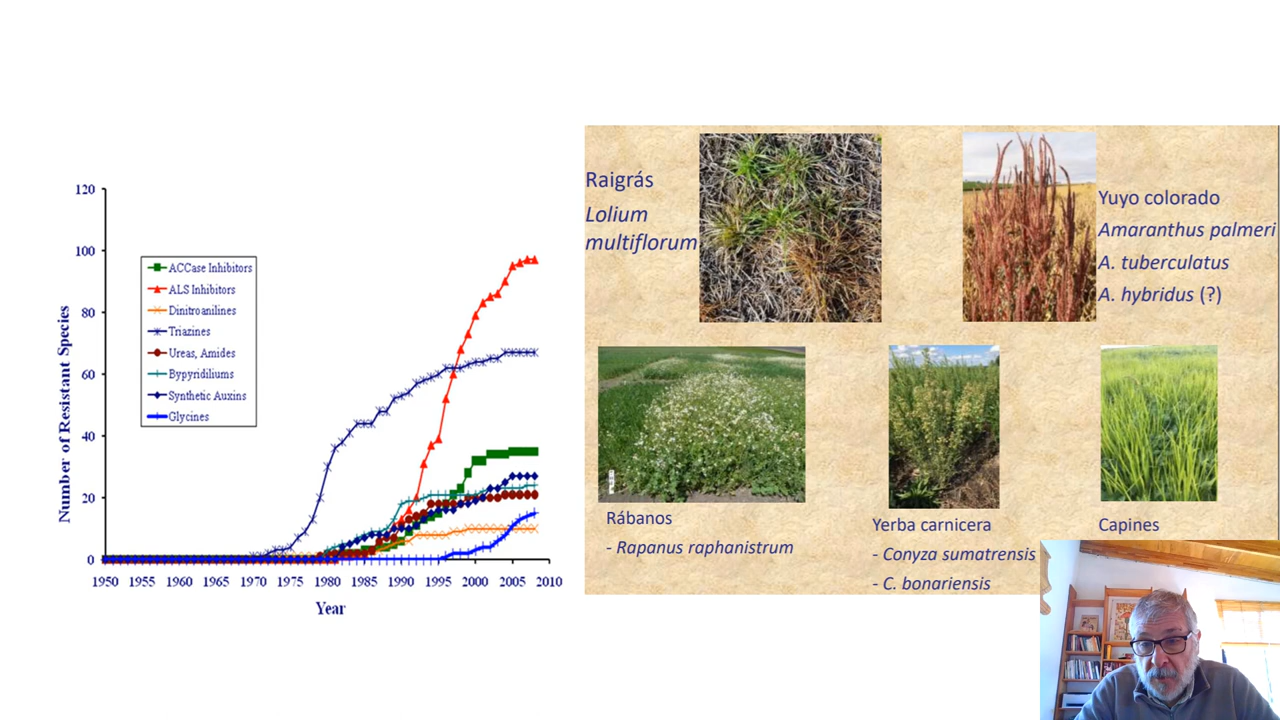 Number of Resistant Species
120
100
80
60
40
20
0
ACCase Inhibitors
ALS Inhibitors
Dinitroanilines
Triazines
Ureas, Amides
Bypyridiliums
Synthetic Auxins
Glycines
1950 1955 1960 1965 1970 1975 1980 1985 1990 1995 2000 2005 2010
Year
Raigrás
Lolium
multiflorum
Yuyo colorado
Amaranthus palmeri
A. tuberculatus
A. hybridus (?)
Rábanos
- Rapanus raphanistrum
Yerba carnicera
- Conyza sumatrensis
- C. bonariensis
Capines